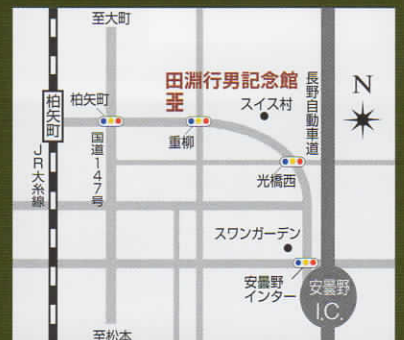 至大町
田淵行男記念館
長野自動車道
N
柏矢町
柏矢町
スイス村
重柳
国道147号
JR大糸線
光橋西
スワンガーデン
安曇野
インター
安曇野
I.C.
至松本